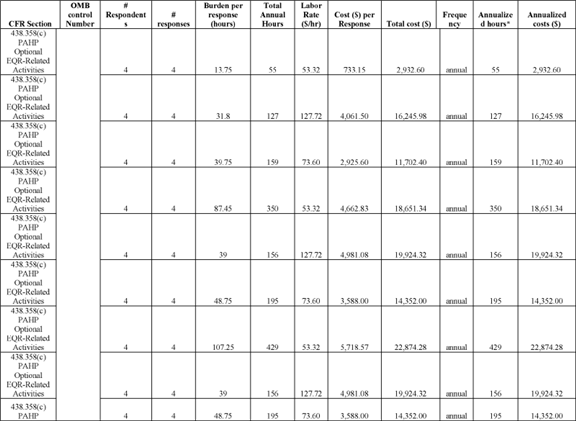 CFR Section OMB control Number # Respondent s # responses Burden per response (hours) Total Annual Hours Labor Rate ($/hr) Cost ($) per Response Total cost ($) Freque ncy Annualize d hours* Annualized costs ($)
438.358(c)
PAHP
Optional
EQR-Related
Activities 4 4 13.75 55 53.32 733.15 2,932.60 annual 55 2,932.60
438.358(c)
PAHP
Optional
EQR-Related
Activities 4 4 31.8 127 127.72 4,061.50 16,245.98 annual 127 16,245.98
438.358(c)
PAHP
Optional
EQR-Related
Activities 4 4 39.75 159 73.60 2,925.60 11,702.40 annual 159 11,702.40
438.358(c)
PAHP
Optional
EQR-Related
Activities 4 4 87.45 350 53.32 4,662.83 18,651.34 annual 350 18,651.34
438.358(c)
PAHP
Optional
EQR-Related
Activities 4 4 39 156 127.72 4,981.08 19,924.32 annual 156 19,924.32
438.358(c)
PAHP
Optional
EQR-Related
Activities 4 4 48.75 195 73.60 3,588.00 14,352.00 annual 195 14,352.00
438.358(c)
PAHP
Optional
EQR-Related
Activities 4 4 107.25 429 53.32 5,718.57 22,874.28 annual 429 22,874.28
438.358(c)
PAHP
Optional
EQR-Related
Activities 4 4 39 156 127.72 4,981.08 19,924.32 annual 156 19,924.32
438.358(c)
PAHP 4 4 48.75 195 73.60 3,588.00 14,352.00 annual 195 14,352.00